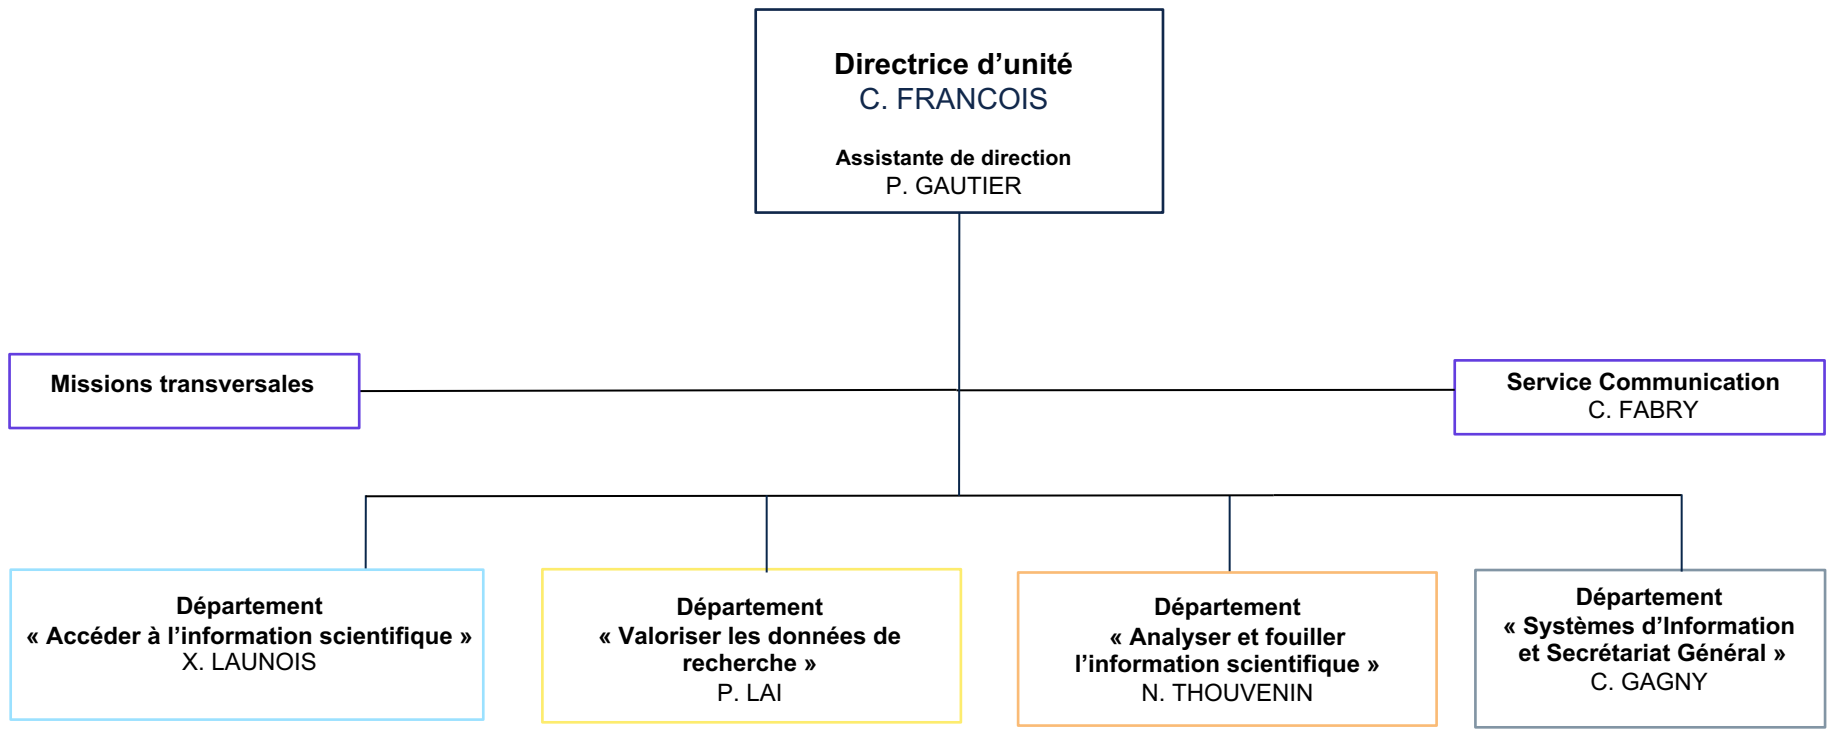 Directrice d’unité
C. FRANCOIS
Assistante de direction
P. GAUTIER
Missions transversales
Service Communication
C. FABRY
Département
« Accéder à l’information scientifique »
X. LAUNOIS
Département
« Valoriser les données de
recherche »
P. LAI
Département
« Analyser et fouiller
l’information scientifique »
N. THOUVENIN
Département
« Systèmes d’Information
et Secrétariat Général »
C. GAGNY